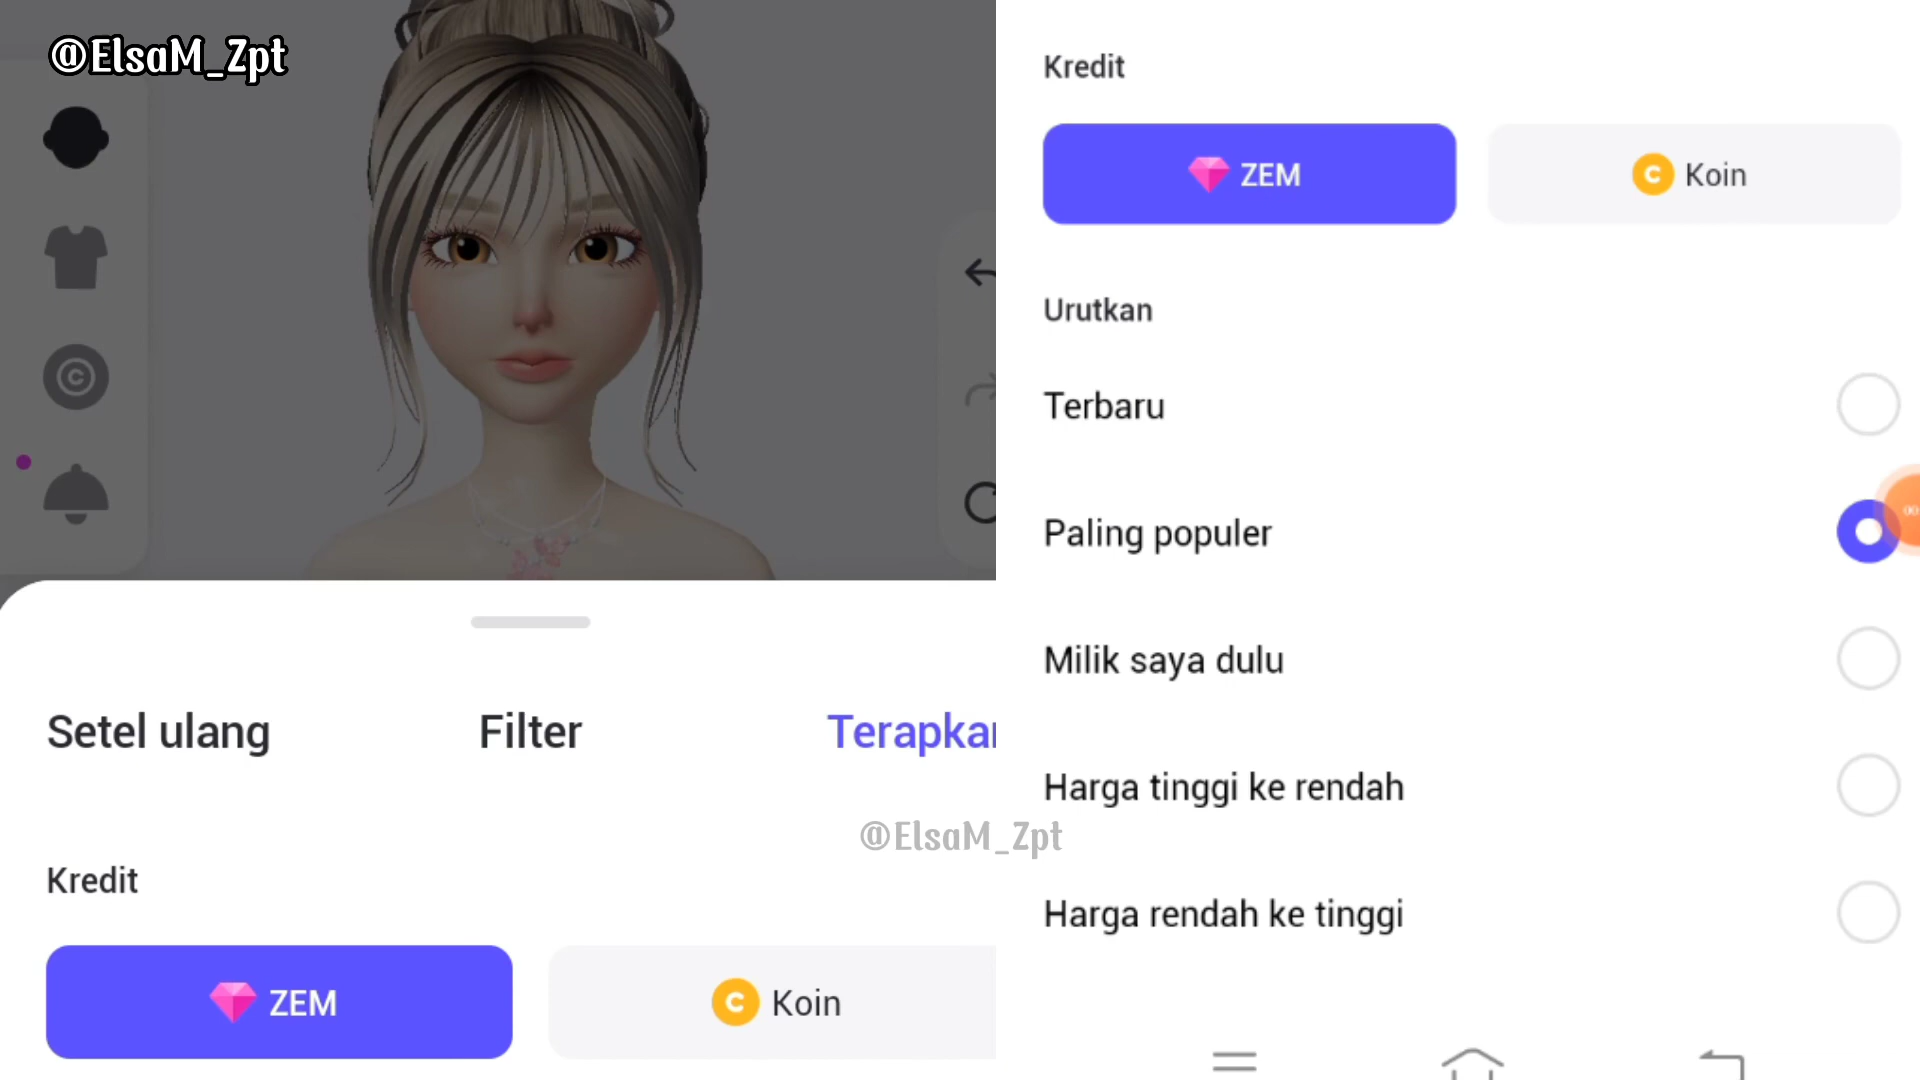 @ElsaM_Zpt
Setel ulang
Filter
Terapkan
Kredit
ZEM
Koin
Kredit
ZEM
Koin
Urutkan
Terbaru
Paling populer
Milik saya dulu
Harga tinggi ke rendah
Harga rendah ke tinggi
@ElsaM_Zpt